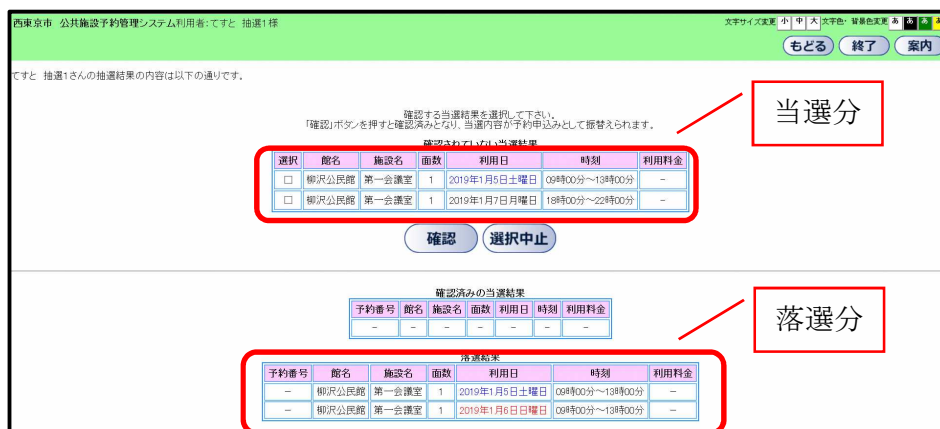 西東京市 公共施設予約管理システム利用者:てすと 抽選1様
文字サイズ変更 小 中 大 文字色・背景色変更 あ あ あ あ
もどる 終了 案内
てすと 抽選1さんの抽選結果の内容は以下の通りです。
確認する当選結果を選択して下さい。
「確認」ボタンを押すと確認済みとなり、当選内容が予約申込みとして振替えられます。
当選分
確認されていない当選結果
選択 館名 施設名 面数 利用日 時刻 利用料金
□ 柳沢公民館 第一会議室 1 2019年1月5日土曜日 09時00分～13時00分 －
□ 柳沢公民館 第一会議室 1 2019年1月7日月曜日 18時00分～22時00分 －
確認 選択中止
確認済みの当選結果
予約番号 館名 施設名 面数 利用日 時刻 利用料金
－ － － － － － －
落選分
落選結果
予約番号 館名 施設名 面数 利用日 時刻 利用料金
－ 柳沢公民館 第一会議室 1 2019年1月5日土曜日 09時00分～13時00分 －
－ 柳沢公民館 第一会議室 1 2019年1月6日日曜日 09時00分～13時00分 －